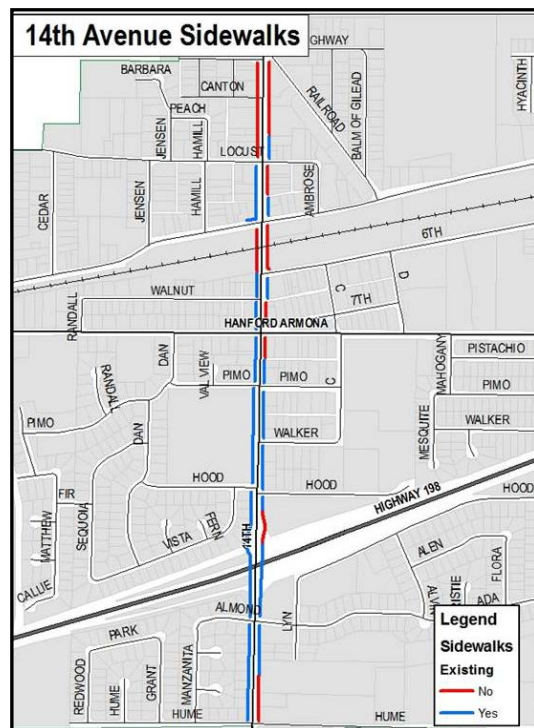 14th Avenue Sidewalks
GHWAY
BARBARA
CANTON
HYACINTH
RAILROAD
BALM OF GILEAD
PEACH
JENSEN
HAMILL
LOCUST
CEDAR
JENSEN
HAMILL
AMBROSE
6TH
WALNUT
C
7TH
D
RANDALL
HANFORD ARMONA
DAN
VAL VIEW
RANDALL
PIMO
PIMO
C
MAHOGANY
PISTACHIO
PIMO
PIMO
DAN
WALKER
MESQUITE
WALKER
HOOD
HOOD
HIGHWAY 198
HOOD
FIR
MATTHEW
SEQUOIA
VISTA
FERN
14TH
CALLIE
ALEN
FLORA
ALMOND
LYN
ALVI
RISTIE
ADA
PARK
REDWOOD
HUME
GRANT
MANZANITA
HUME
HUME
Legend
Sidewalks
Existing
No
Yes